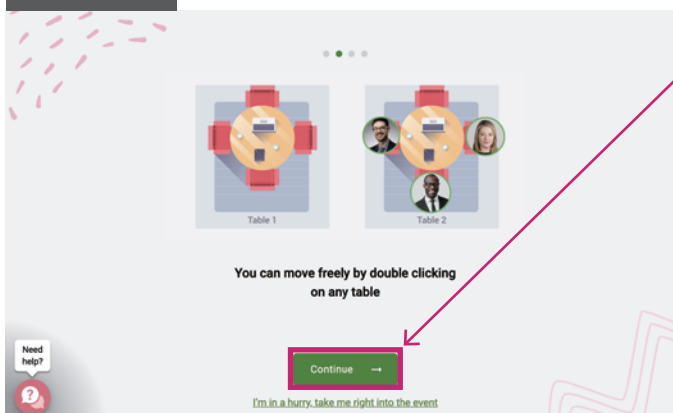 Table 1
Table 2
You can move freely by double clicking
on any table
Continue →
Need
help?
?
I'm in a hurry, take me right into the event